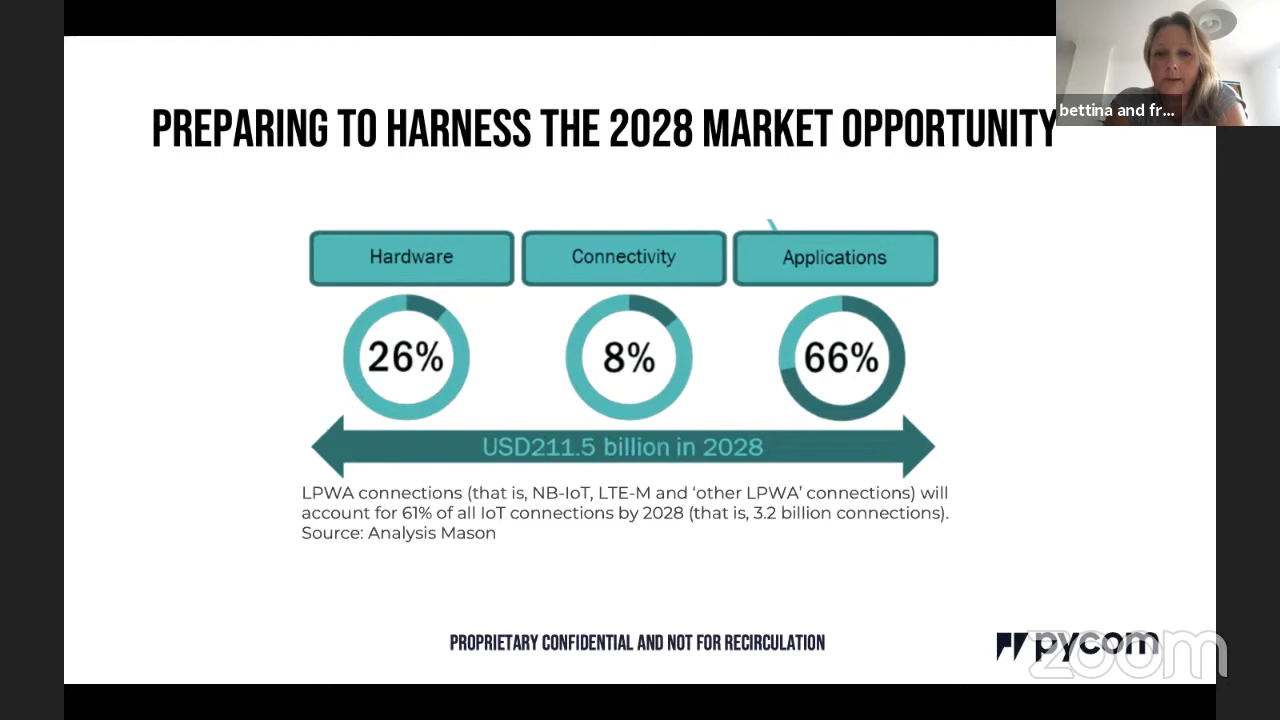 bettina and fr...
PREPARING TO HARNESS THE 2028 MARKET OPPORTUNITY
Hardware
Connectivity
Applications
26%
8%
66%
USD211.5 billion in 2028
LPWA connections (that is, NB-IoT, LTE-M and ‘other LPWA’ connections) will
account for 61% of all IoT connections by 2028 (that is, 3.2 billion connections).
Source: Analysis Mason
PROPRIETARY CONFIDENTIAL AND NOT FOR RECIRCULATION
pycom
zoom